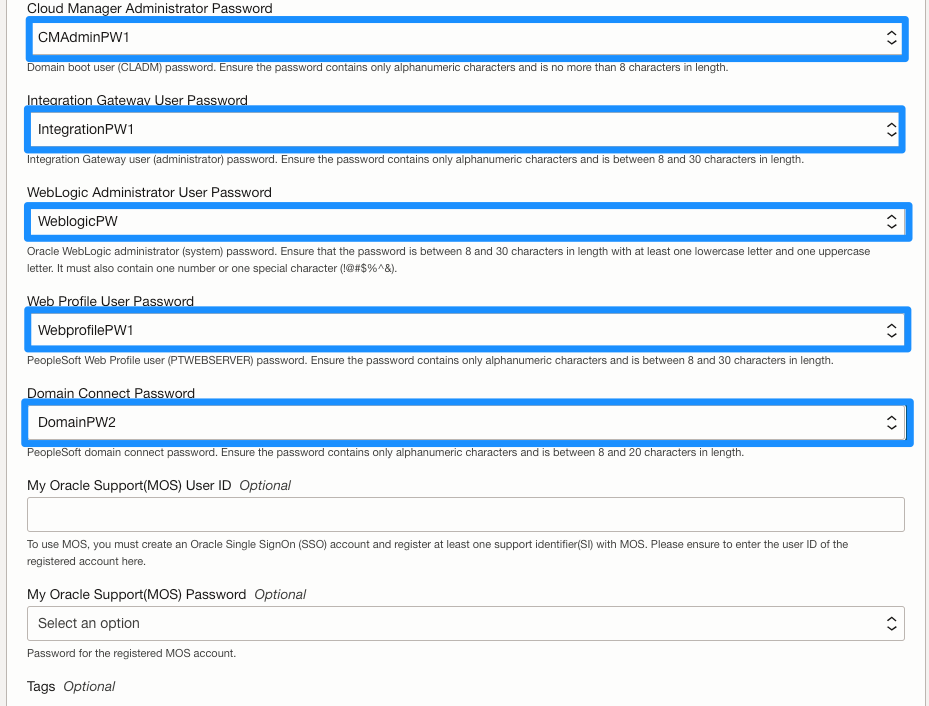 Cloud Manager Administrator Password
CMAdminPW1
Domain boot user (CLADM) password. Ensure the password contains only alphanumeric characters and is no more than 8 characters in length.
Integration Gateway User Password
IntegrationPW1
Integration Gateway user (administrator) password. Ensure the password contains only alphanumeric characters and is between 8 and 30 characters in length.
WebLogic Administrator User Password
WeblogicPW
Oracle WebLogic administrator (system) password. Ensure that the password is between 8 and 30 characters in length with at least one lowercase letter and one uppercase
letter. It must also contain one number or one special character (!@#$%^&).
Web Profile User Password
WebprofilePW1
PeopleSoft Web Profile user (PTWEBSERVER) password. Ensure the password contains only alphanumeric characters and is between 8 and 30 characters in length.
Domain Connect Password
DomainPW2
PeopleSoft domain connect password. Ensure the password contains only alphanumeric characters and is between 8 and 20 characters in length.
My Oracle Support(MOS) User ID Optional
To use MOS, you must create an Oracle Single SignOn (SSO) account and register at least one support identifier(SI) with MOS. Please ensure to enter the user ID of the
registered account here.
My Oracle Support(MOS) Password Optional
Select an option
Password for the registered MOS account.
Tags Optional